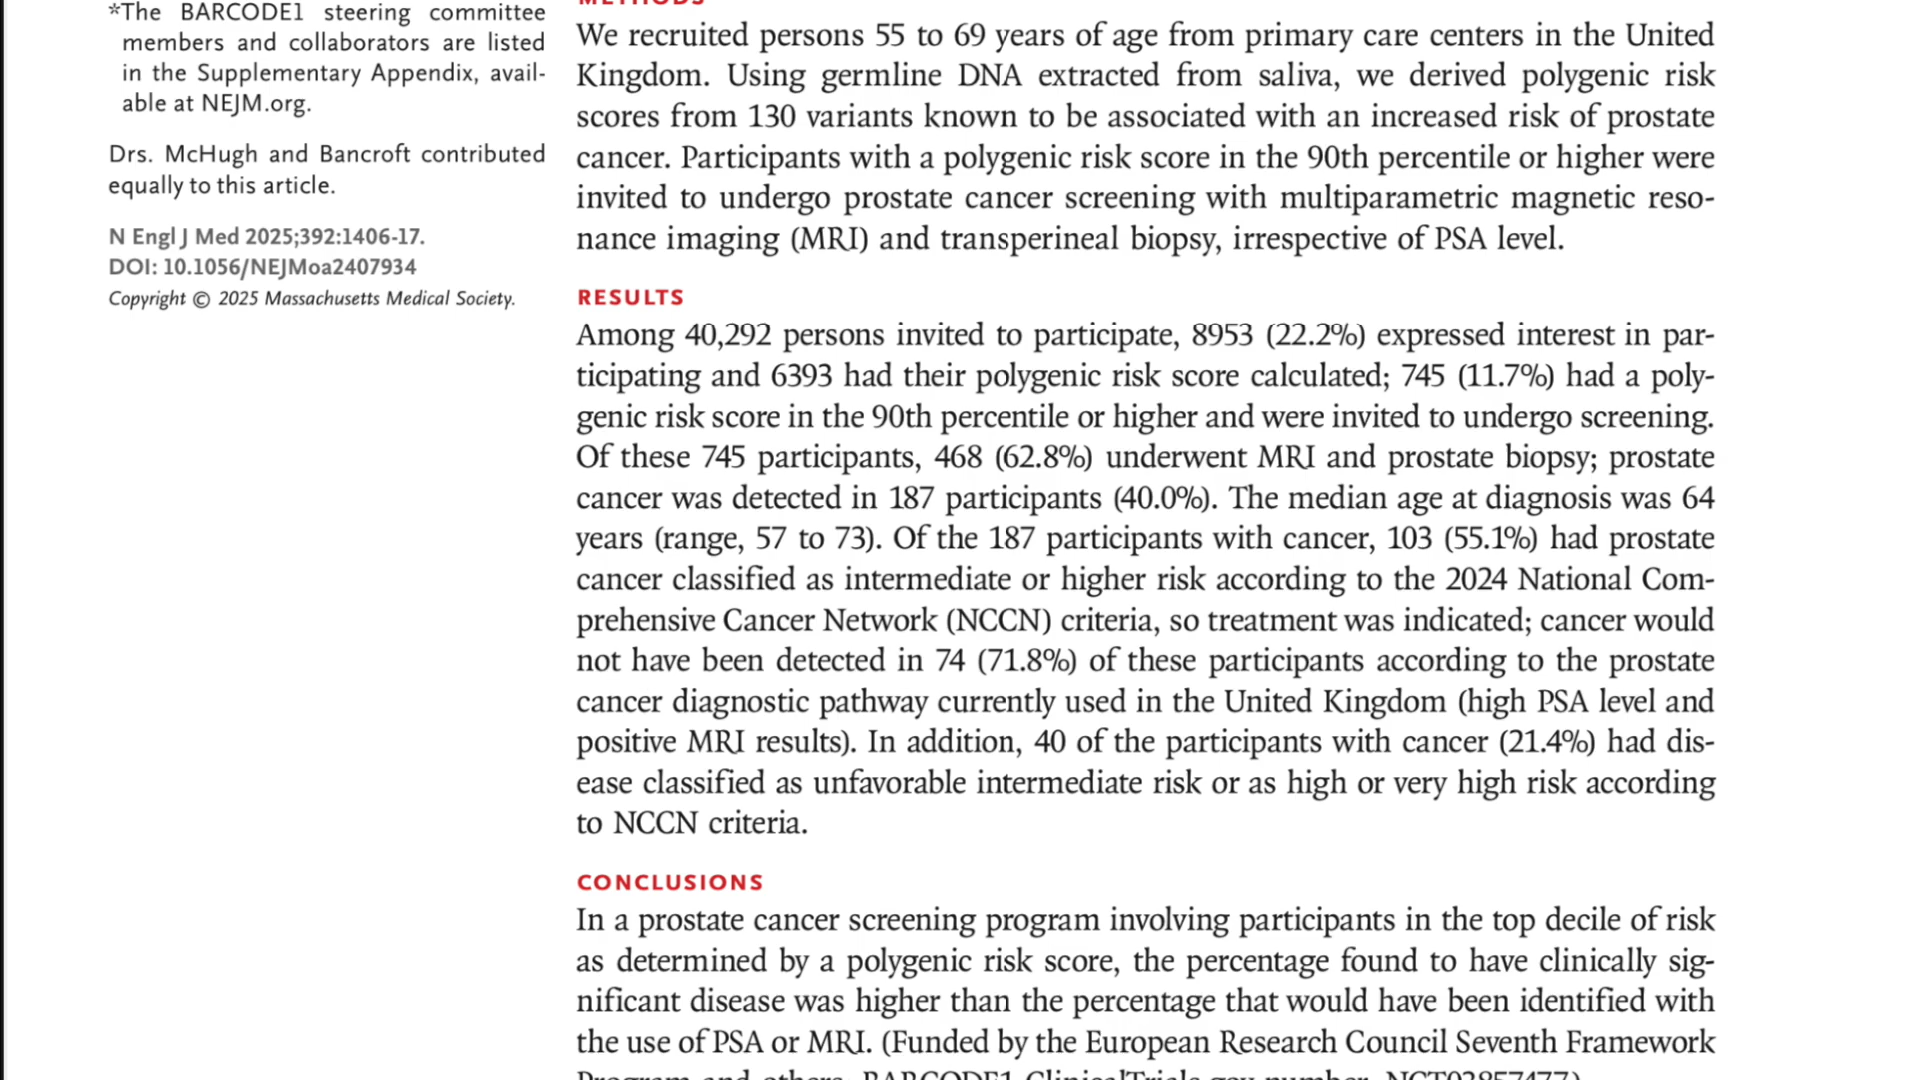 *The BARCODE1 steering committee
members and collaborators are listed
in the Supplementary Appendix, avail-
able at NEJM.org.
Drs. McHugh and Bancroft contributed
equally to this article.
N Engl J Med 2025;392:1406-17.
DOI: 10.1056/NEJMoa2407934
Copyright © 2025 Massachusetts Medical Society.
METHODS
We recruited persons 55 to 69 years of age from primary care centers in the United
Kingdom. Using germline DNA extracted from saliva, we derived polygenic risk
scores from 130 variants known to be associated with an increased risk of prostate
cancer. Participants with a polygenic risk score in the 90th percentile or higher were
invited to undergo prostate cancer screening with multiparametric magnetic reso-
nance imaging (MRI) and transperineal biopsy, irrespective of PSA level.
RESULTS
Among 40,292 persons invited to participate, 8953 (22.2%) expressed interest in par-
ticipating and 6393 had their polygenic risk score calculated; 745 (11.7%) had a poly-
genic risk score in the 90th percentile or higher and were invited to undergo screening.
Of these 745 participants, 468 (62.8%) underwent MRI and prostate biopsy; prostate
cancer was detected in 187 participants (40.0%). The median age at diagnosis was 64
years (range, 57 to 73). Of the 187 participants with cancer, 103 (55.1%) had prostate
cancer classified as intermediate or higher risk according to the 2024 National Com-
prehensive Cancer Network (NCCN) criteria, so treatment was indicated; cancer would
not have been detected in 74 (71.8%) of these participants according to the prostate
cancer diagnostic pathway currently used in the United Kingdom (high PSA level and
positive MRI results). In addition, 40 of the participants with cancer (21.4%) had dis-
ease classified as unfavorable intermediate risk or as high or very high risk according
to NCCN criteria.
CONCLUSIONS
In a prostate cancer screening program involving participants in the top decile of risk
as determined by a polygenic risk score, the percentage found to have clinically sig-
nificant disease was higher than the percentage that would have been identified with
the use of PSA or MRI. (Funded by the European Research Council Seventh Framework
Program and others; BARCODE1 ClinicalTrials.gov number, NCT03857477.)